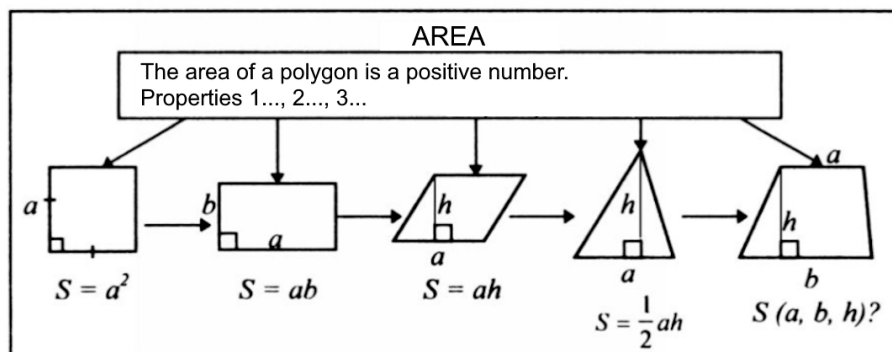 AREA
The area of a polygon is a positive number.
Properties 1..., 2..., 3...
a
S = a²
b
a
S = ab
h
a
S = ah
h
a
S = 1/2 ah
a
h
b
S (a, b, h)?